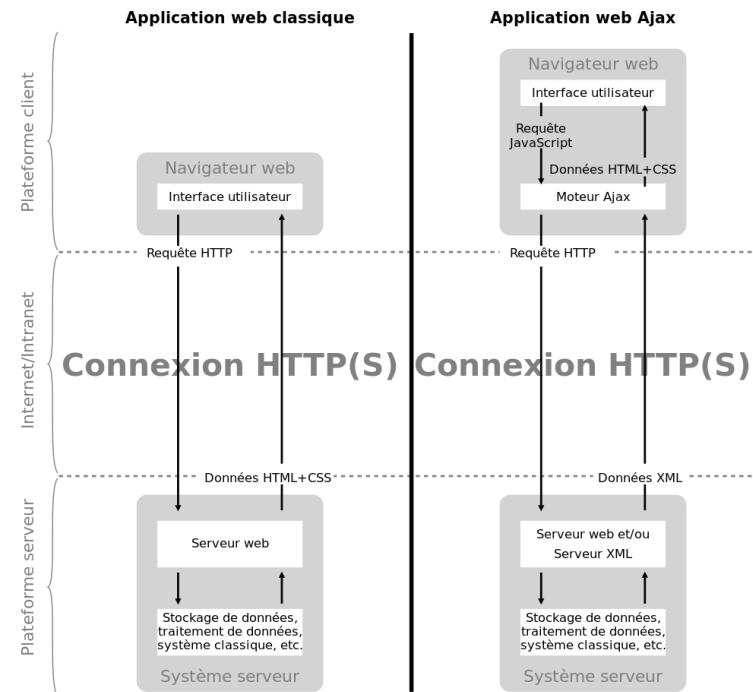 Application web classique
Application web Ajax
Plateforme client
Navigateur web
Interface utilisateur
Requête
JavaScript
Données HTML+CSS
Moteur Ajax
Navigateur web
Interface utilisateur
Requête HTTP
Requête HTTP
Internet/Intranet
Connexion HTTP(S)
Connexion HTTP(S)
Données HTML+CSS
Données XML
Plateforme serveur
Serveur web
Stockage de données,
traitement de données,
système classique, etc.
Système serveur
Serveur web et/ou
Serveur XML
Stockage de données,
traitement de données,
système classique, etc.
Système serveur